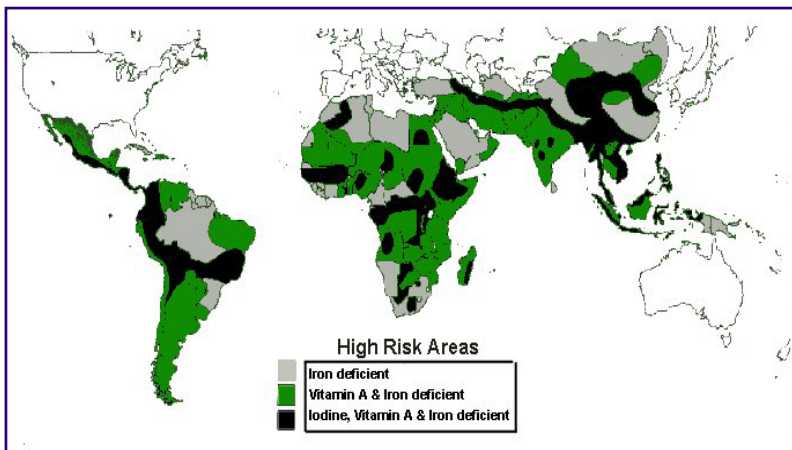 High Risk Areas
Iron deficient
Vitamin A & Iron deficient
Iodine, Vitamin A & Iron deficient